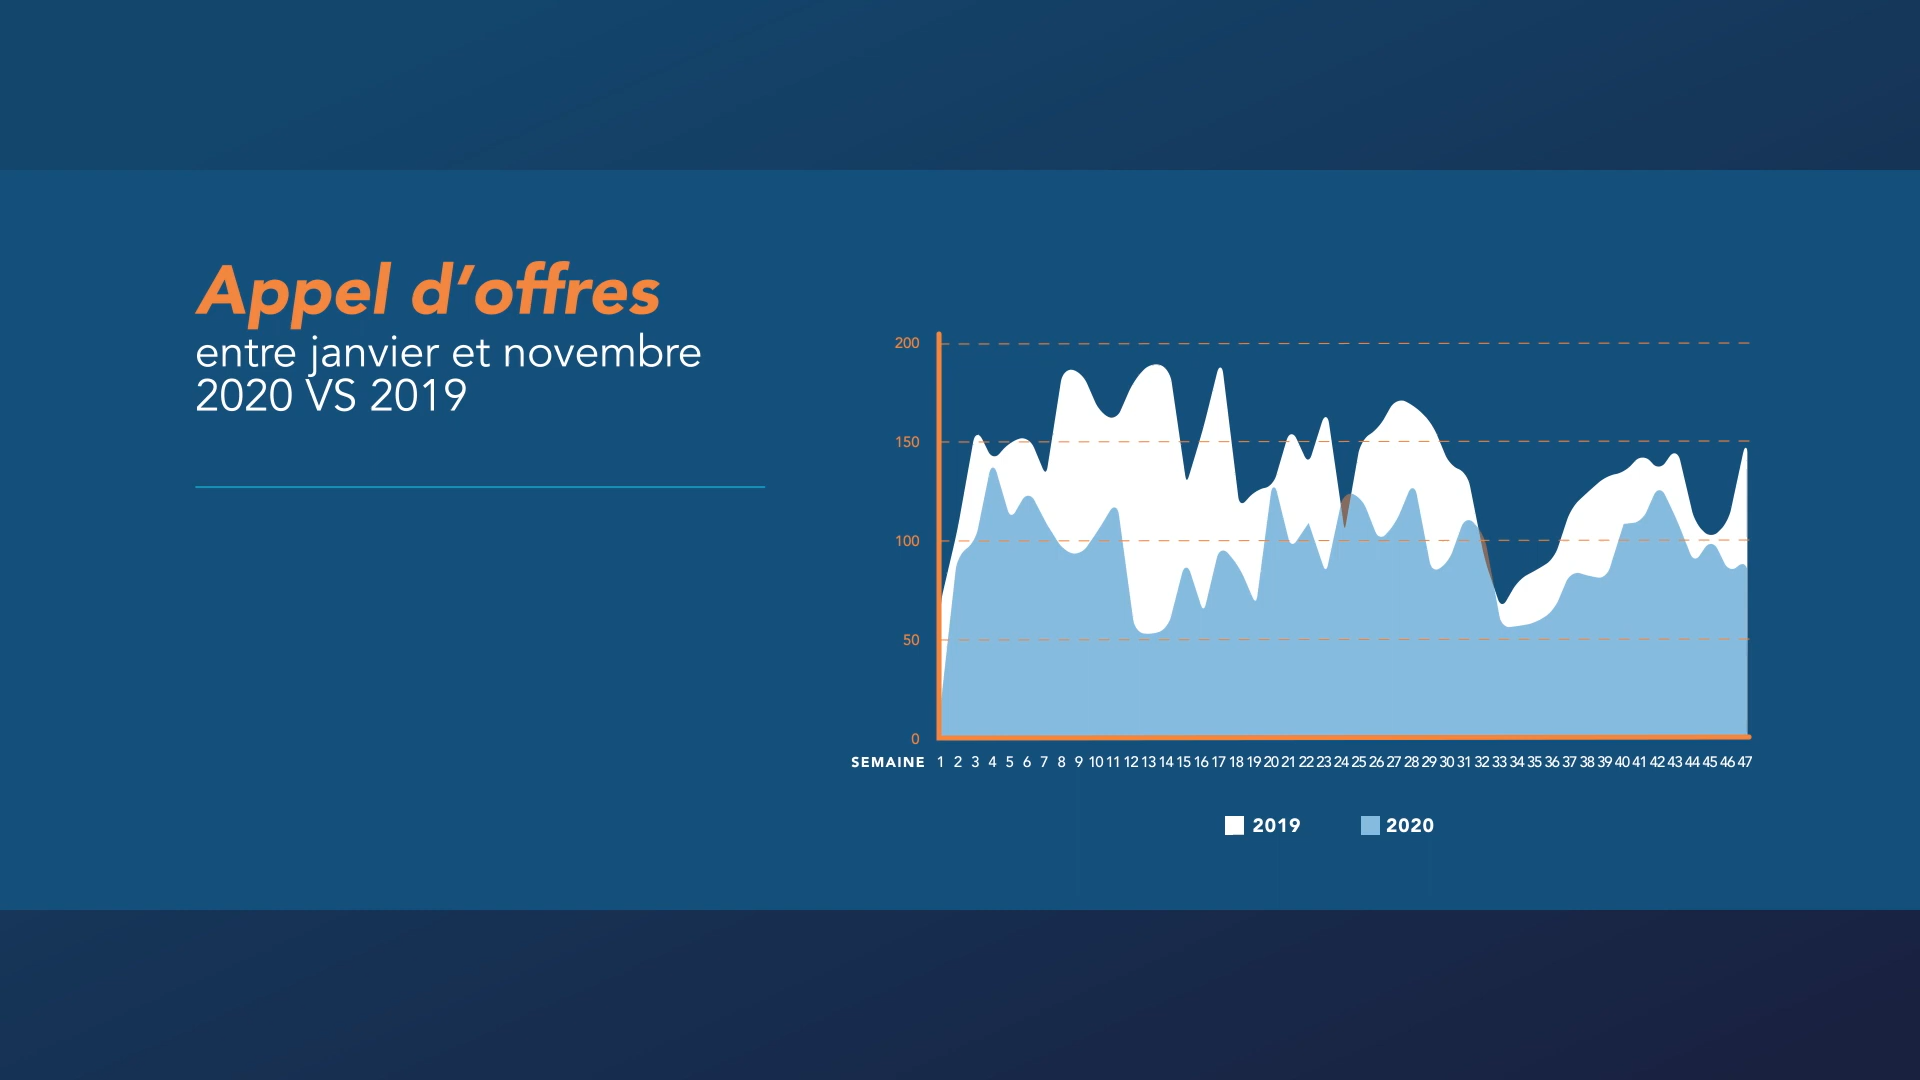 Appel d’offres
entre janvier et novembre
2020 VS 2019
200
150
100
50
0
SEMAINE 1 2 3 4 5 6 7 8 9 10 11 12 13 14 15 16 17 18 19 20 21 22 23 24 25 26 27 28 29 30 31 32 33 34 35 36 37 38 39 40 41 42 43 44 45 46 47
2019 2020